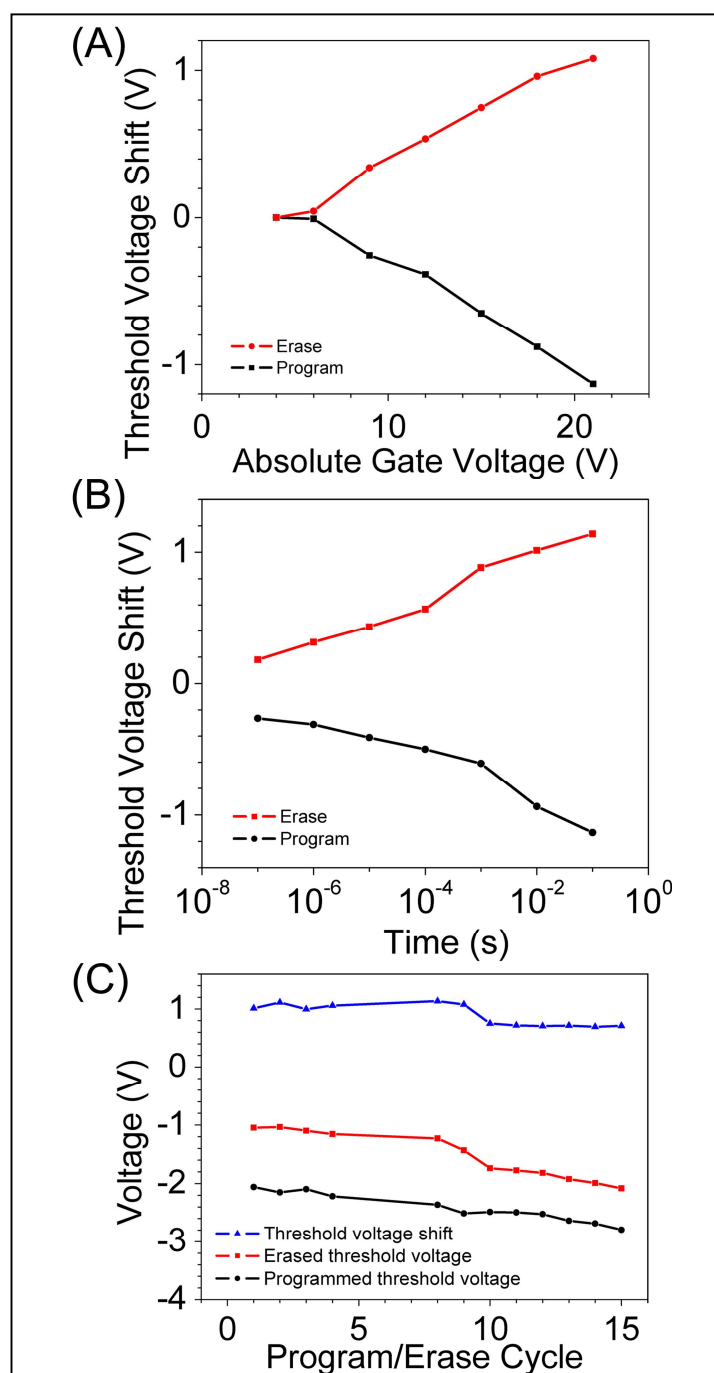 (A)
Threshold Voltage Shift (V)
1
0
-1
Erase
Program
0
10
20
Absolute Gate Voltage (V)
(B)
Threshold Voltage Shift (V)
1
0
-1
Erase
Program
10⁻⁸
10⁻⁶
10⁻⁴
10⁻²
10⁰
Time (s)
(C)
Voltage (V)
1
0
-1
-2
-3
-4
Threshold voltage shift
Erased threshold voltage
Programmed threshold voltage
0
5
10
15
Program/Erase Cycle